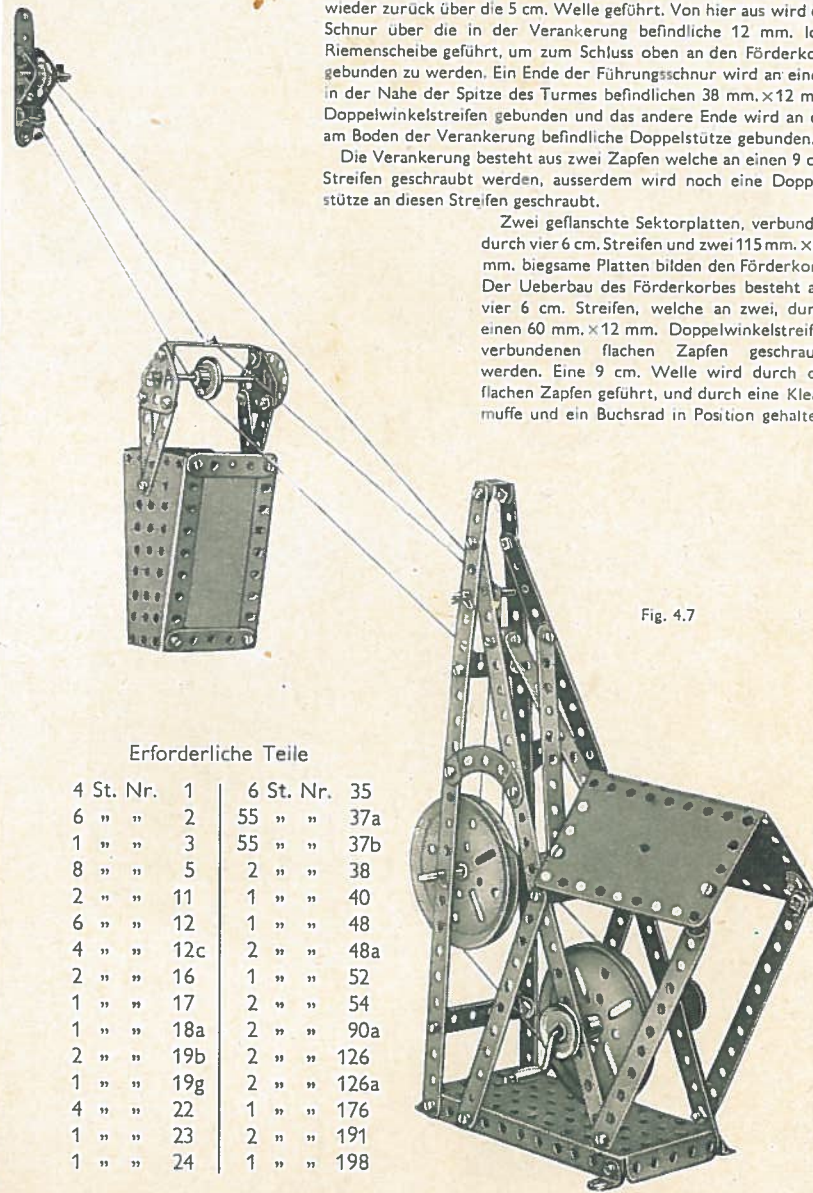 wieder zurück über die 5 cm. Welle geführt. Von hier aus wird
Schnur über die in der Verankerung befindliche 12 mm. lo
Riemenscheibe geführt, um zum Schluss oben an den Förderko
gebunden zu werden. Ein Ende der Führungsschnur wird an eine
in der Nahe der Spitze des Turmes befindlichen 38 mm.×12 m
Doppelwinkelstreifen gebunden und das andere Ende wird an
am Boden der Verankerung befindliche Doppelstütze gebunden.
Die Verankerung besteht aus zwei Zapfen welche an einen 9 c
Streifen geschraubt werden, ausserdem wird noch eine Dopp
stütze an diesen Streifen geschraubt.
Zwei geflanschte Sektorplatten, verbund
durch vier 6 cm. Streifen und zwei 115 mm. ×
mm. biegsame Platten bilden den Förderkor
Der Ueberbau des Förderkorbes besteht a
vier 6 cm. Streifen, welche an zwei, dur
einen 60 mm.×12 mm. Doppelwinkelstreif
verbundenen flachen Zapfen geschrau
werden. Eine 9 cm. Welle wird durch d
flachen Zapfen geführt, und durch eine Kle
muffe und ein Buchsrad in Position gehalte
Fig. 4.7
Erforderliche Teile
4 St. Nr. 1 | 6 St. Nr. 35
6 „ „ 2 | 55 „ „ 37a
1 „ „ 3 | 55 „ „ 37b
8 „ „ 5 | 2 „ „ 38
2 „ „ 11 | 1 „ „ 40
6 „ „ 12 | 1 „ „ 48
4 „ „ 12c | 2 „ „ 48a
2 „ „ 16 | 1 „ „ 52
1 „ „ 17 | 2 „ „ 54
1 „ „ 18a | 2 „ „ 90a
2 „ „ 19b | 2 „ „ 126
1 „ „ 19g | 2 „ „ 126a
4 „ „ 22 | 1 „ „ 176
1 „ „ 23 | 2 „ „ 191
1 „ „ 24 | 1 „ „ 198